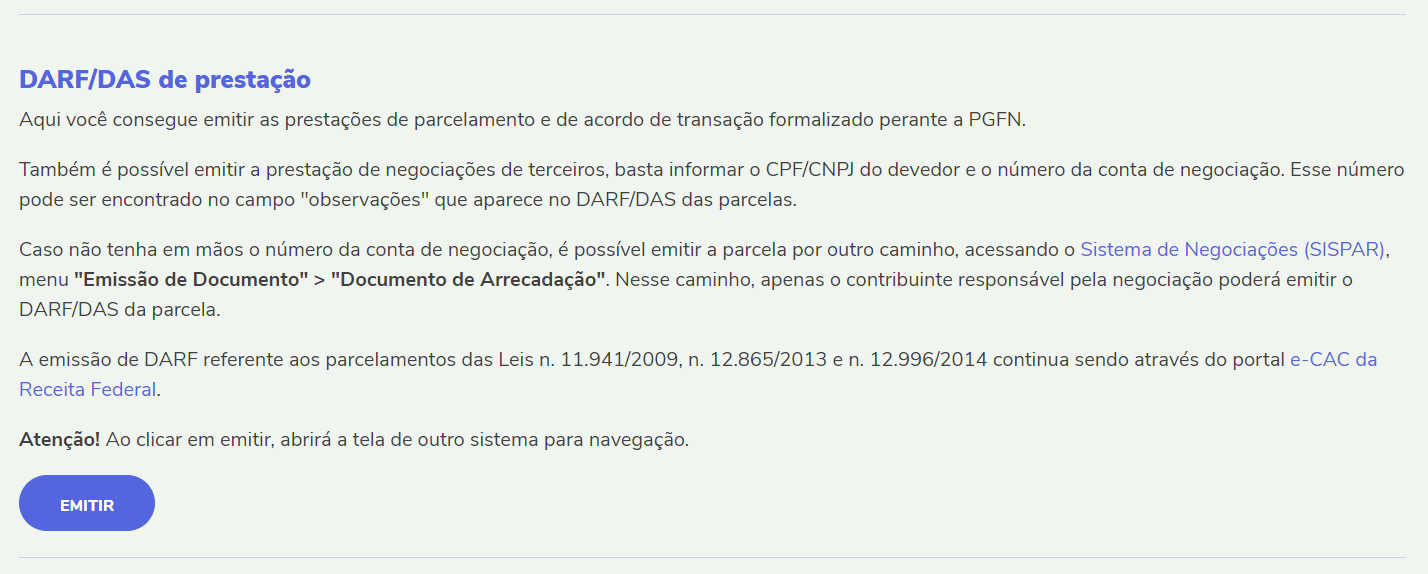 DARF/DAS de prestação
Aqui você consegue emitir as prestações de parcelamento e de acordo de transação formalizado perante a PGFN.
Também é possível emitir a prestação de negociações de terceiros, basta informar o CPF/CNPJ do devedor e o número da conta de negociação. Esse número
pode ser encontrado no campo "observações" que aparece no DARF/DAS das parcelas.
Caso não tenha em mãos o número da conta de negociação, é possível emitir a parcela por outro caminho, acessando o Sistema de Negociações (SISPAR),
menu "Emissão de Documento" > "Documento de Arrecadação". Nesse caminho, apenas o contribuinte responsável pela negociação poderá emitir o
DARF/DAS da parcela.
A emissão de DARF referente aos parcelamentos das Leis n. 11.941/2009, n. 12.865/2013 e n. 12.996/2014 continua sendo através do portal e-CAC da
Receita Federal.
Atenção! Ao clicar em emitir, abrirá a tela de outro sistema para navegação.
EMITIR